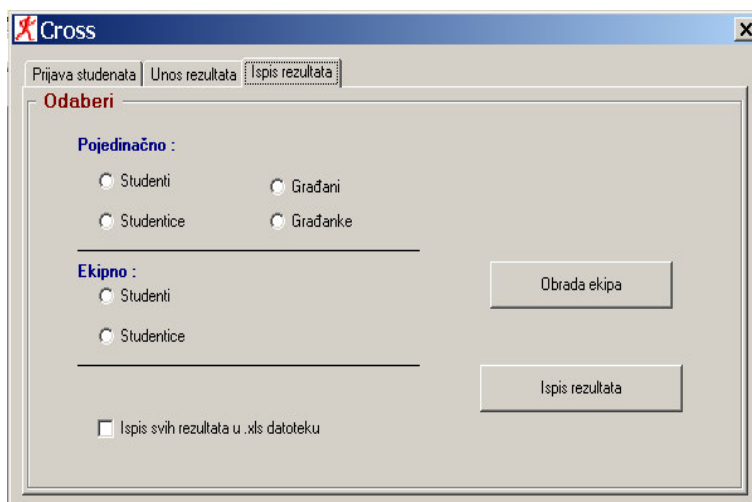 Cross
Prijava studenata Unos rezultata Ispis rezultata
Odaberi
Pojedinačno :
Studenti Građani
Studentice Građanke
Ekipno :
Studenti
Obrada ekipa
Studentice
Ispis rezultata
Ispis svih rezultata u .xls datoteku